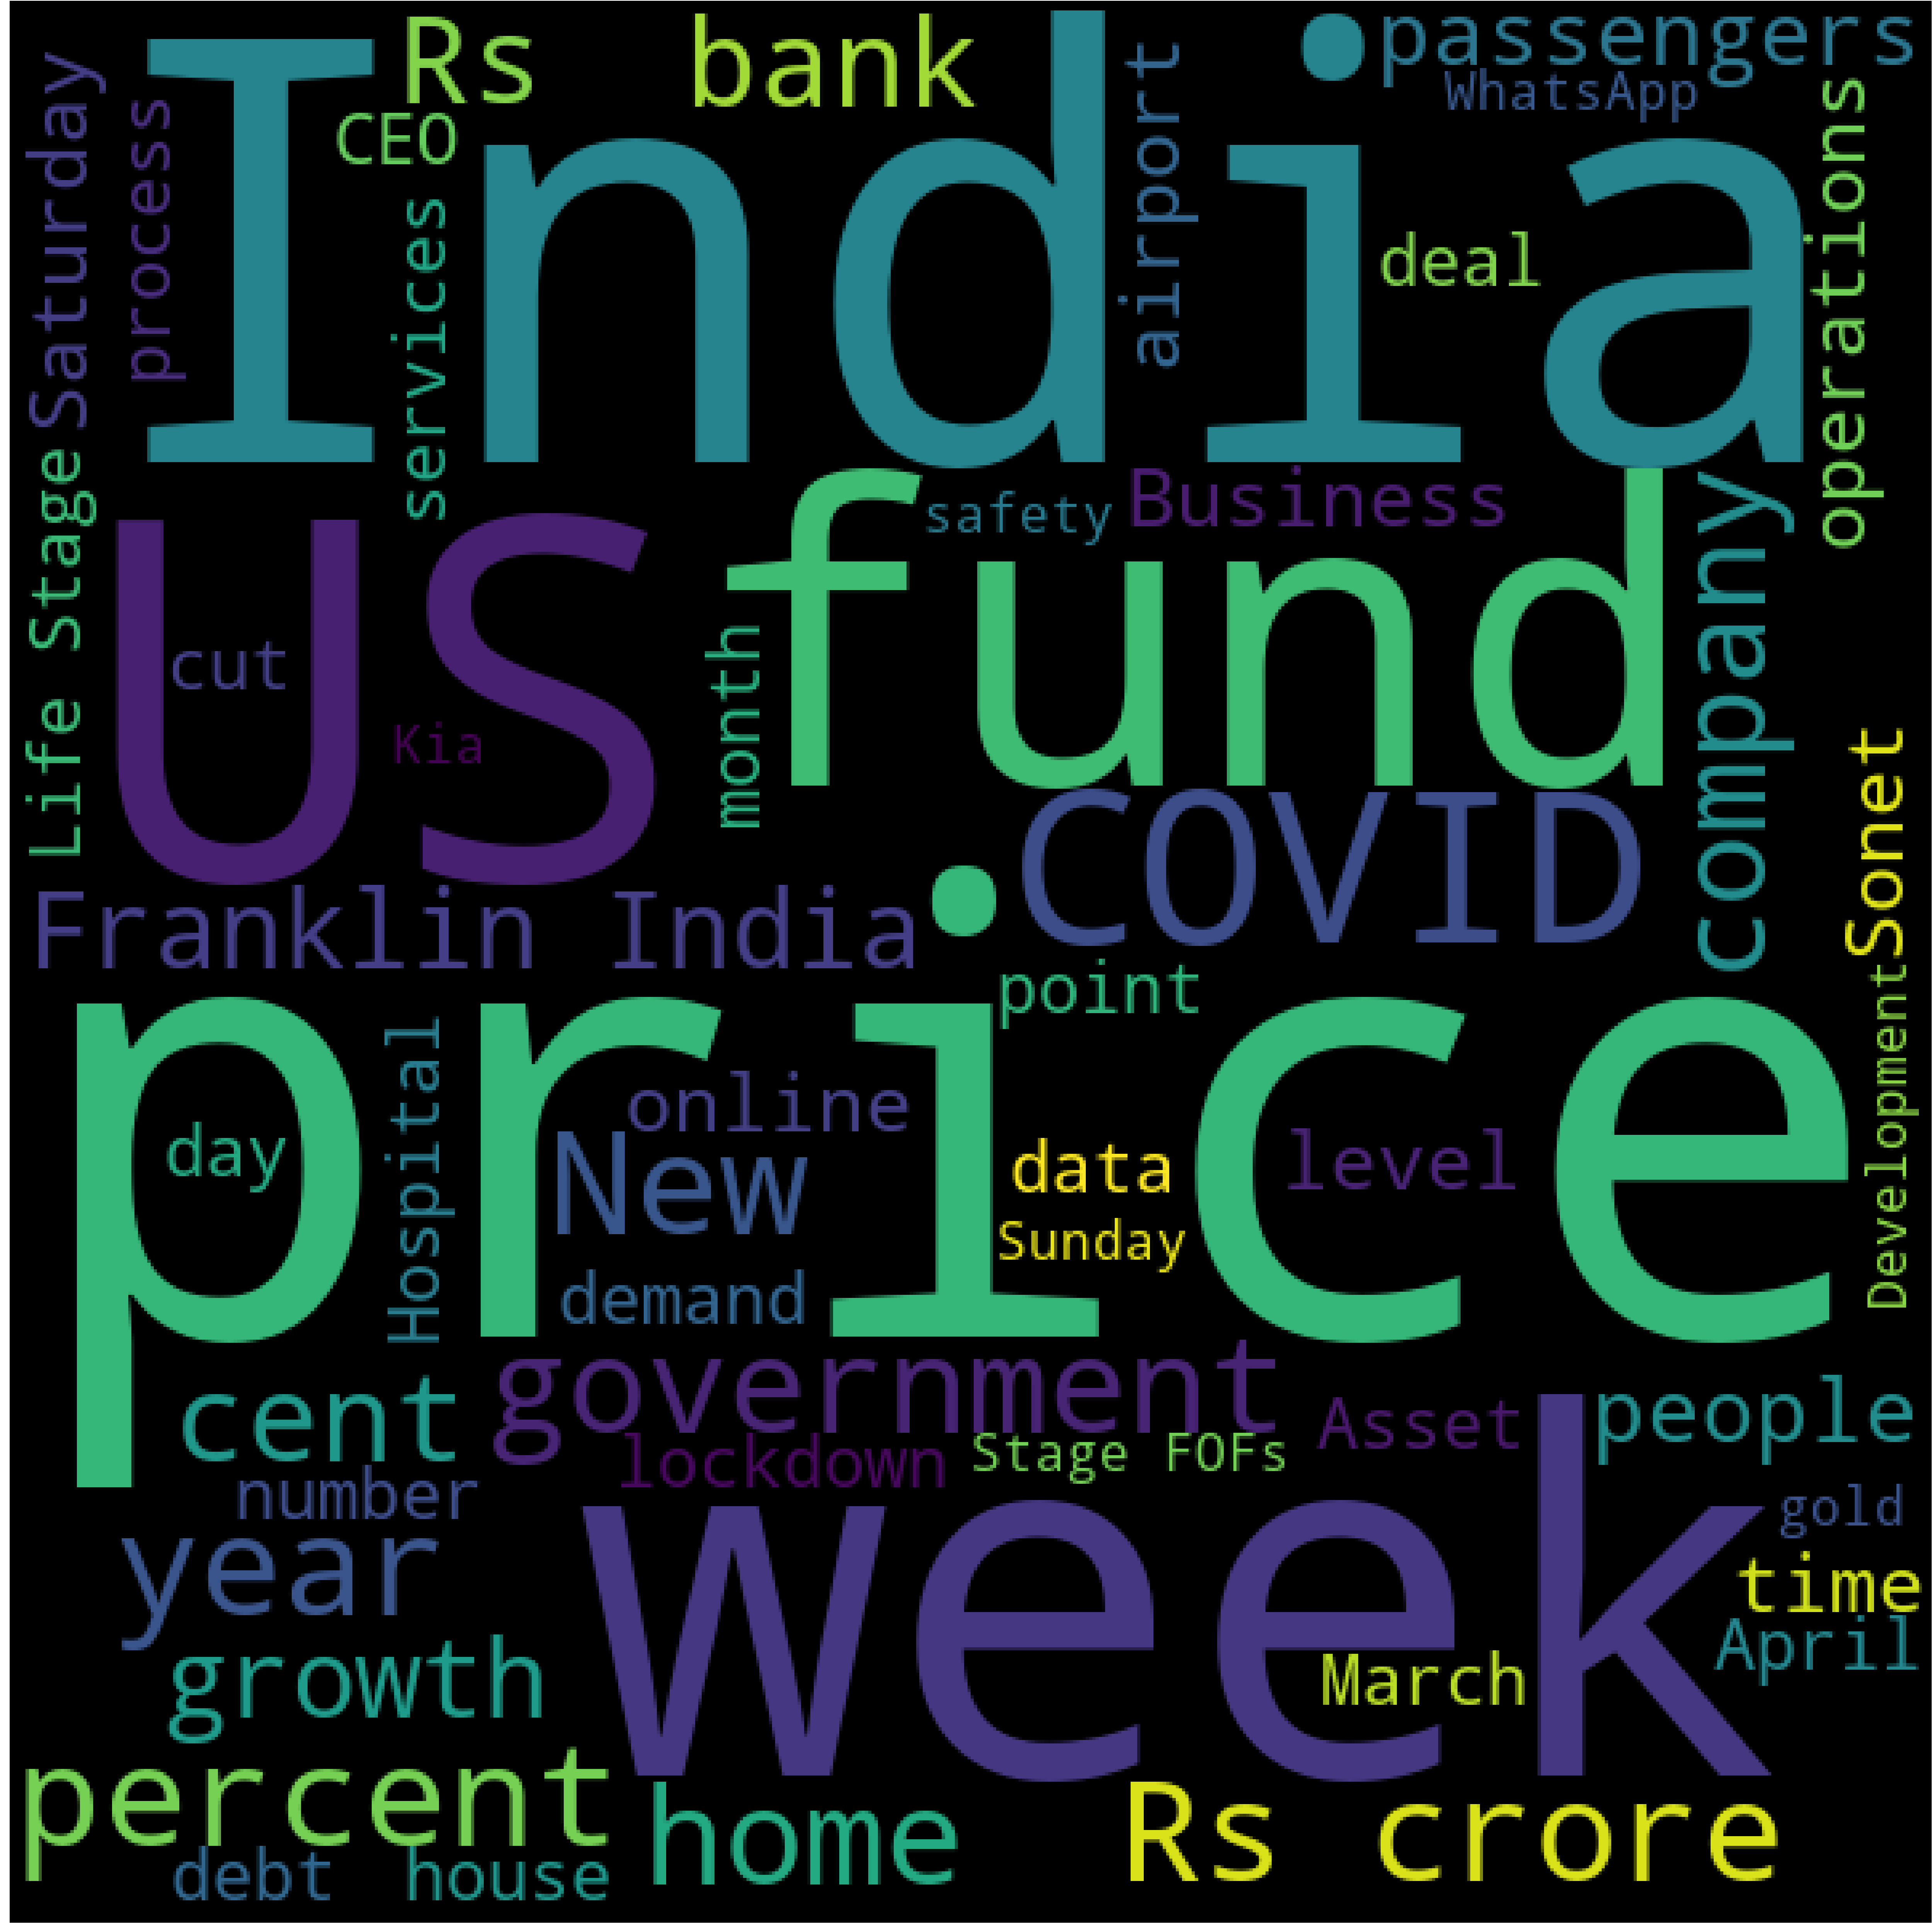 India
Rs
bank
passengers
WhatsApp
Saturday
process
CEO
services
airport
deal
operations
Life Stage
US
cut
Kia
fund
safety
Business
month
company
COVID
Sonet
Franklin India
point
price
day
Hospital
online
New
demand
data
Sunday
level
Development
cent
government
lockdown
Stage FOFs
Asset
people
number
week
gold
year
time
April
growth
March
percent
home
Rs crore
debt
house